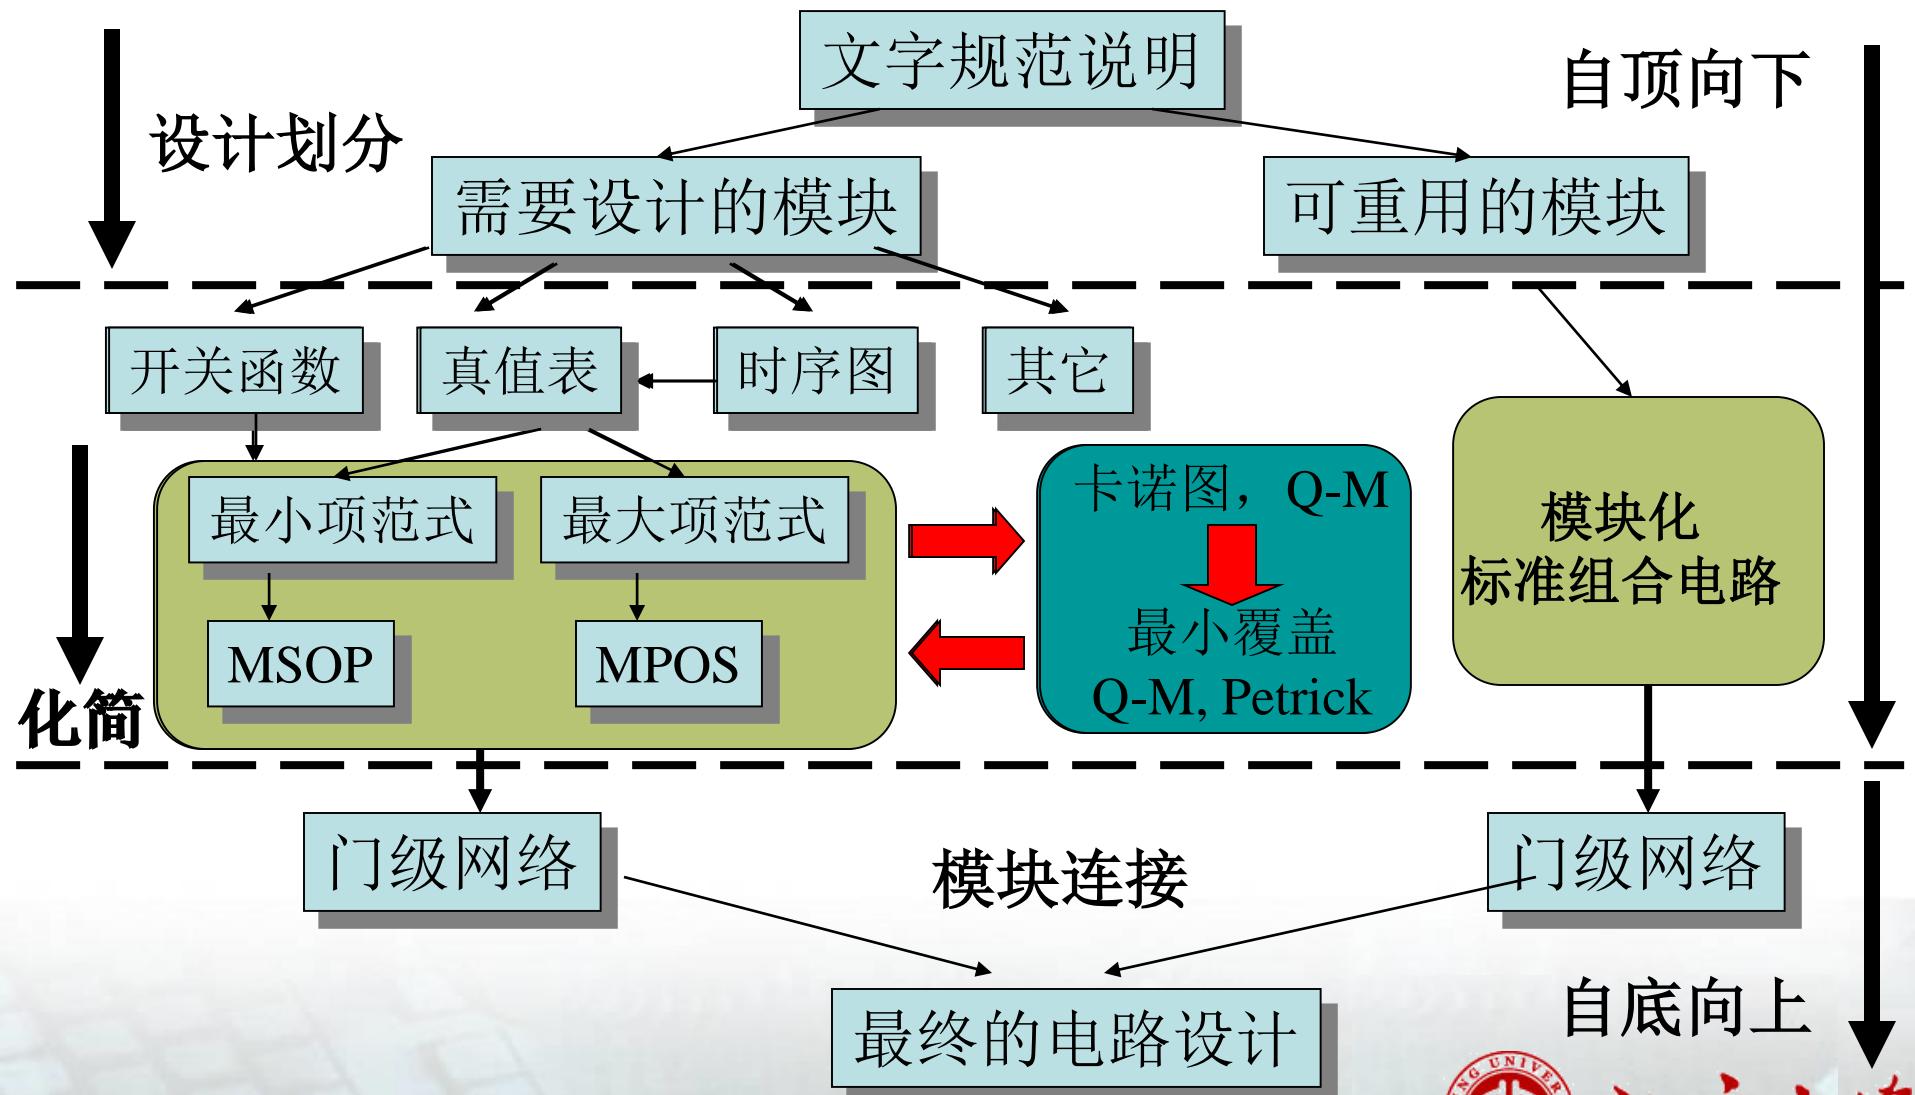 文字规范说明
自顶向下
设计划分
需要设计的模块
可重用的模块
开关函数
真值表
时序图
其它
最小项范式
最大项范式
卡诺图，Q-M
模块化
标准组合电路
MSOP
MPOS
最小覆盖
Q-M, Petrick
化简
门级网络
模块连接
门级网络
自底向上
最终的电路设计